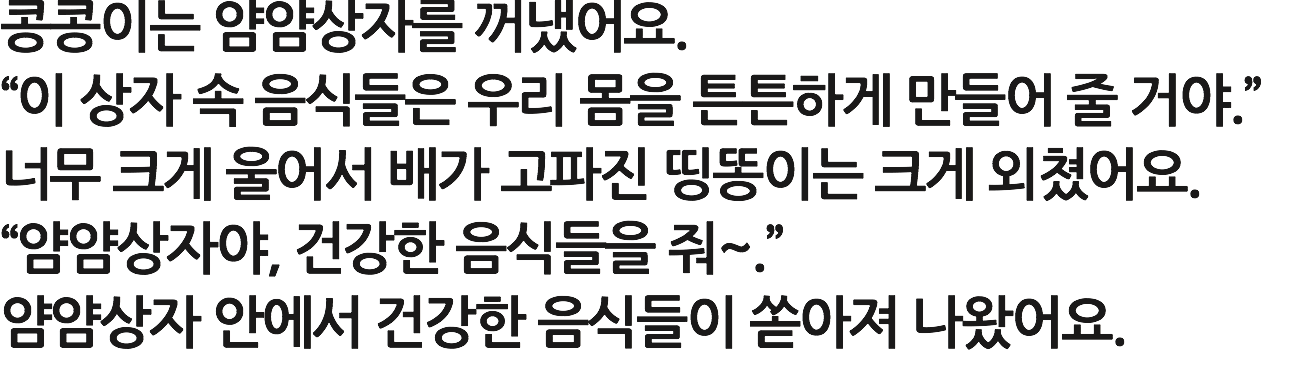 콩콩이는 얌얌상자를 꺼냈어요.
“이 상자 속 음식들은 우리 몸을 튼튼하게 만들어 줄 거야.”
너무 크게 울어서 배가 고파진 띵똥이는 크게 외쳤어요.
“얌얌상자야, 건강한 음식들을 줘~.”
얌얌상자 안에서 건강한 음식들이 쏟아져 나왔어요.